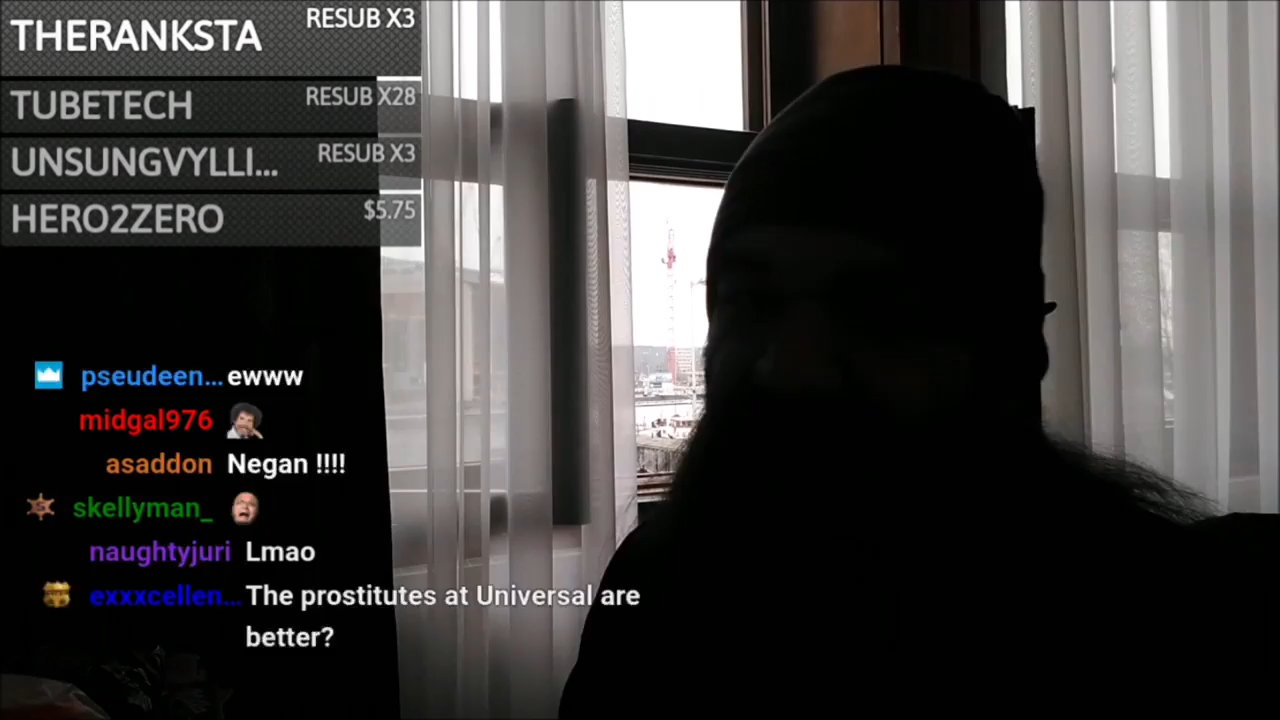 THERANKSTA RESUB X3
TUBETECH RESUB X28
UNSUNGVYLLI... RESUB X3
HERO2ZERO $5.75
pseudeen... ewww
midgal976
asaddon Negan !!!!
skellyman_
naughtyjuri Lmao
exxxcellen... The prostitutes at Universal are
better?